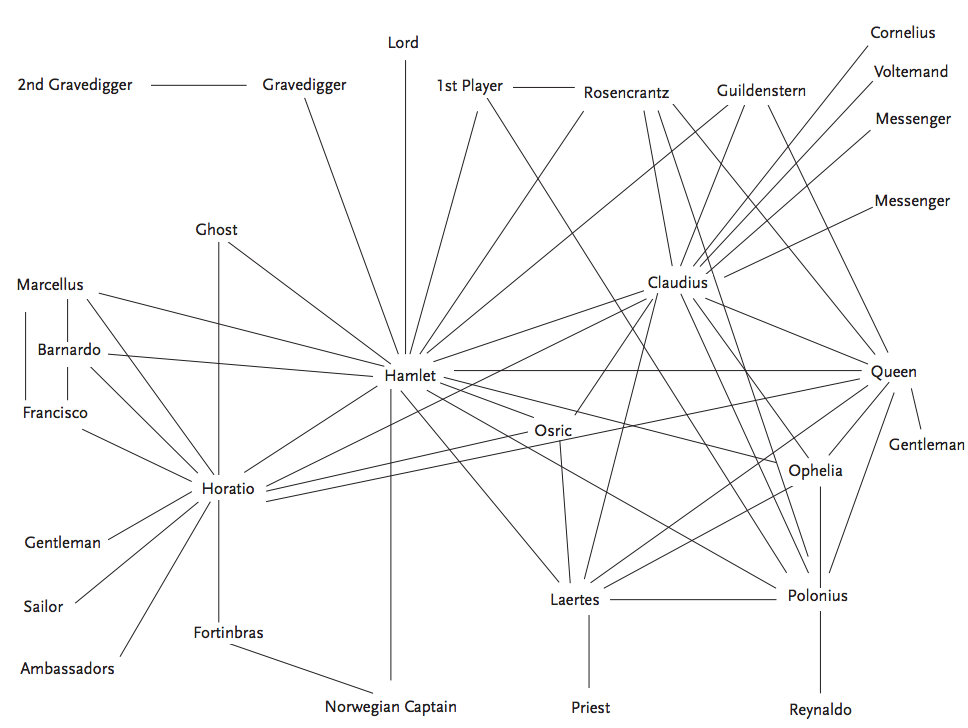 Cornelius
Lord
Voltemand
2nd Gravedigger
Gravedigger
1st Player
Rosencrantz
Guildenstern
Messenger
Messenger
Ghost
Marcellus
Claudius
Barnardo
Hamlet
Queen
Francisco
Osric
Gentleman
Ophelia
Horatio
Gentleman
Laertes
Polonius
Sailor
Fortinbras
Ambassadors
Norwegian Captain
Priest
Reynaldo